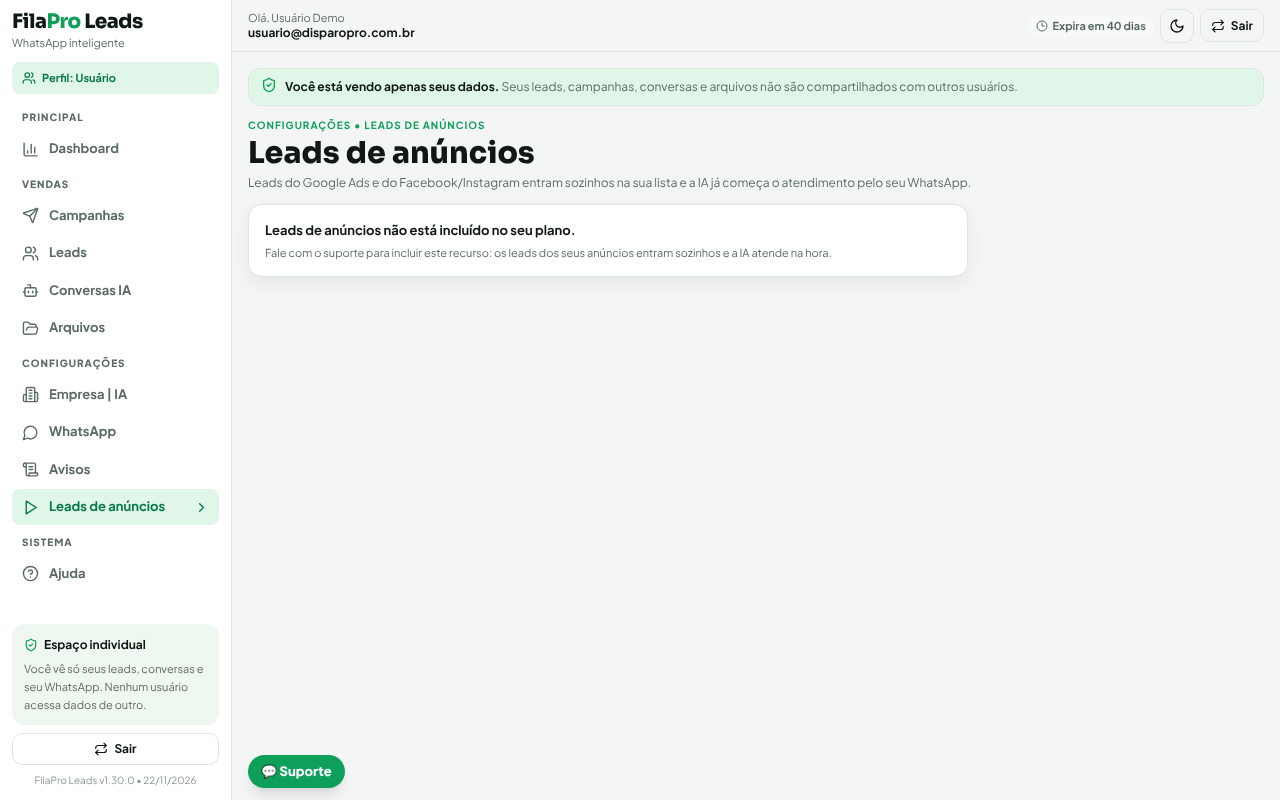 FilaPro Leads
WhatsApp inteligente
Perfil: Usuário
PRINCIPAL
Dashboard
VENDAS
Campanhas
Leads
Conversas IA
Arquivos
CONFIGURAÇÕES
Empresa | IA
WhatsApp
Avisos
Leads de anúncios
SISTEMA
Ajuda
Espaço individual
Você vê só seus leads, conversas e
seu WhatsApp. Nenhum usuário
acessa dados de outro.
Sair
FilaPro Leads v1.30.0 • 22/11/2026
Olá, Usuário Demo
usuario@disparopro.com.br
Expira em 40 dias
Sair
Você está vendo apenas seus dados. Seus leads, campanhas, conversas e arquivos não são compartilhados com outros usuários.
CONFIGURAÇÕES • LEADS DE ANÚNCIOS
Leads de anúncios
Leads do Google Ads e do Facebook/Instagram entram sozinhos na sua lista e a IA já começa o atendimento pelo seu WhatsApp.
Leads de anúncios não está incluído no seu plano.
Fale com o suporte para incluir este recurso: os leads dos seus anúncios entram sozinhos e a IA atende na hora.
💬 Suporte